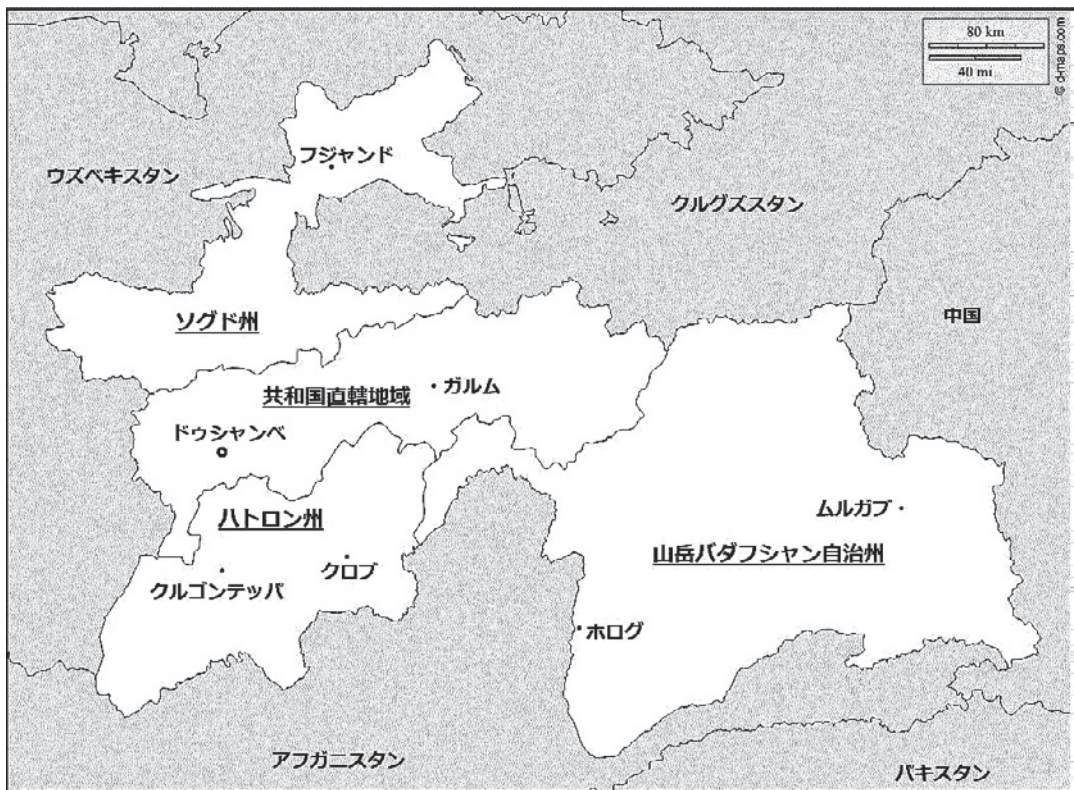 80 km
40 mi
© d-maps.com
フジャンド
ウズベキスタン
クルグズスタン
中国
ソグド州
ガルム
共和国直轄地域
ドゥシャンベ
ムルガブ
ハトロン州
山岳バダフシャン自治州
クロブ
クルゴンテッパ
ホログ
アフガニスタン
パキスタン